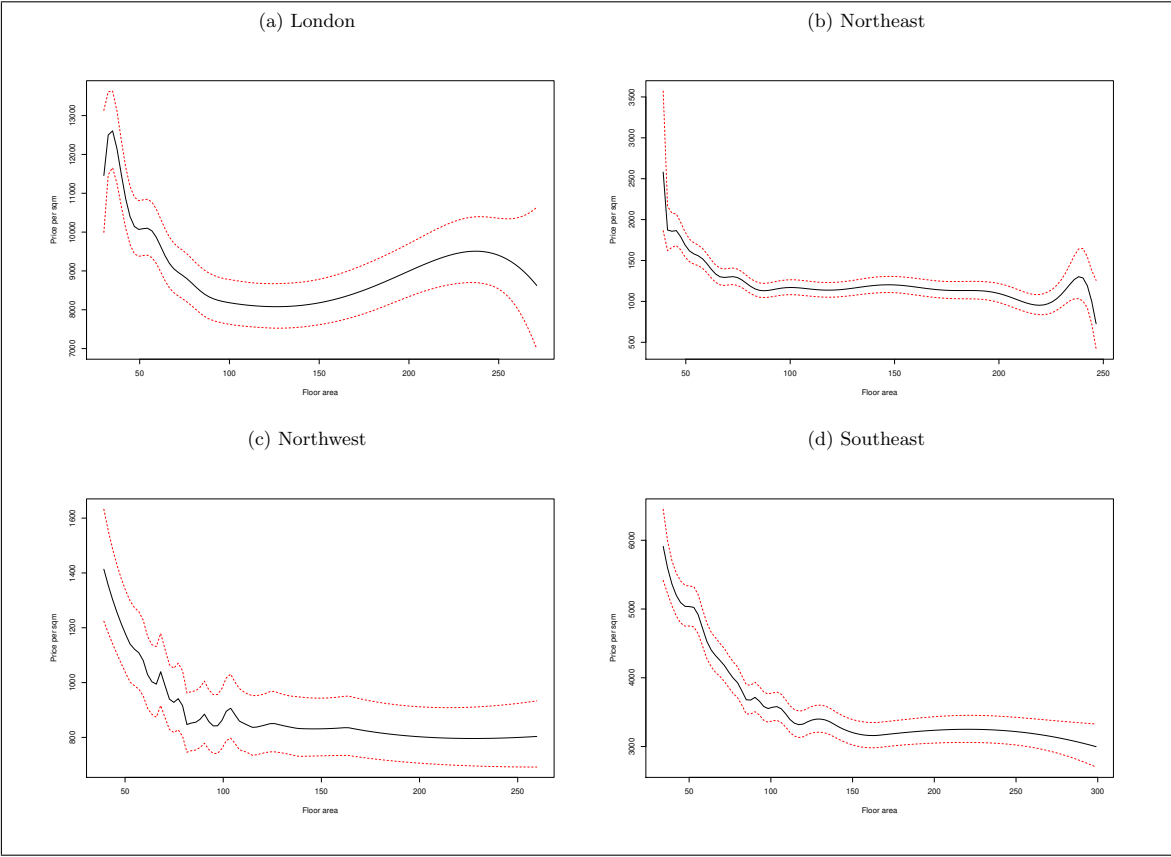 (a) London
(b) Northeast
Price per sqm
7000 8000 9000 10000 11000 12000 13000
50 100 150 200 250
Floor area
Price per sqm
500 1000 1500 2000 2500 3000 3500
50 100 150 200 250
Floor area
(c) Northwest
(d) Southeast
Price per sqm
800 1000 1200 1400 1600
50 100 150 200 250
Floor area
Price per sqm
3000 4000 5000 6000
50 100 150 200 250 300
Floor area